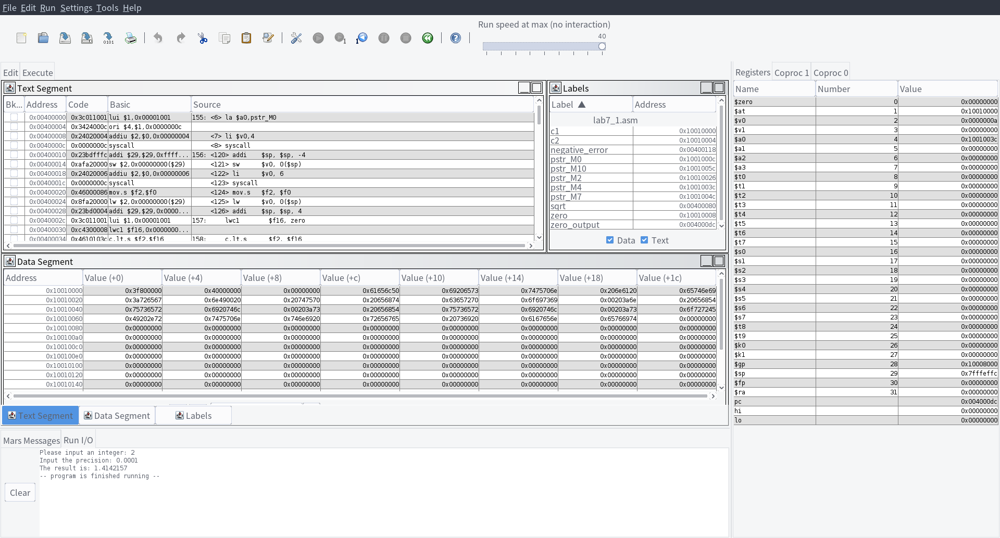 File Edit Run Settings Tools Help
Run speed at max (no interaction)
40
Edit Execute
Text Segment
Bk... Address Code Basic Source
0x00400000 0x3c011001 lui $1,0x00001001 155: <6> la $a0,pstr_M0
0x00400004 0x3424000c ori $4,$1,0x0000000c
0x00400008 0x24020004 addiu $2,$0,0x00000004 <7> li $v0,4
0x0040000c 0x0000000c syscall <8> syscall
0x00400010 0x23bdfffc addi $29,$29,0xffff... 156: <120> addi $sp, $sp, -4
0x00400014 0xafa20000 sw $2,0x00000000($29) <121> sw $v0, 0($sp)
0x00400018 0x24020006 addiu $2,$0,0x00000006 <122> li $v0, 6
0x0040001c 0x0000000c syscall <123> syscall
0x00400020 0x46000086 mov.s $f2,$f0 <124> mov.s $f2, $f0
0x00400024 0x8fa20000 lw $2,0x00000000($29) <125> lw $v0, 0($sp)
0x00400028 0x23bd0004 addi $29,$29,0x0000... <126> addi $sp, $sp, 4
0x0040002c 0x3c011001 lui $1,0x00001001 157: lwc1 $f16, zero
0x00400030 0xc4300008 lwc1 $f16,0x0000000...
0x00400034 0x4610103c c.lt.s $f2,$f16 158: c.lt.s $f2, $f16
Labels
Label ▲ Address
lab7_1.asm
c1 0x10010000
c2 0x10010004
negative_error 0x00400118
pstr_M0 0x1001000c
pstr_M10 0x1001005c
pstr_M2 0x10010026
pstr_M4 0x1001003c
pstr_M7 0x1001004c
sqrt 0x00400080
zero 0x10010008
zero_output 0x004000dc
Data Text
Data Segment
Address Value (+0) Value (+4) Value (+8) Value (+c) Value (+10) Value (+14) Value (+18) Value (+1c)
0x10010000 0x3f800000 0x40000000 0x00000000 0x61656c50 0x69206573 0x7475706e 0x206e6120 0x65746e69
0x10010020 0x3a726567 0x6e490020 0x20747570 0x20656874 0x63657270 0x6f697369 0x00203a6e 0x20656854
0x10010040 0x75736572 0x6920746c 0x00203a73 0x20656854 0x75736572 0x6920746c 0x00203a73 0x6f727245
0x10010060 0x49202e72 0x7475706e 0x746e6920 0x72656765 0x20736920 0x6167656e 0x65766974 0x00000000
0x10010080 0x00000000 0x00000000 0x00000000 0x00000000 0x00000000 0x00000000 0x00000000 0x00000000
0x100100a0 0x00000000 0x00000000 0x00000000 0x00000000 0x00000000 0x00000000 0x00000000 0x00000000
0x100100c0 0x00000000 0x00000000 0x00000000 0x00000000 0x00000000 0x00000000 0x00000000 0x00000000
0x100100e0 0x00000000 0x00000000 0x00000000 0x00000000 0x00000000 0x00000000 0x00000000 0x00000000
0x10010100 0x00000000 0x00000000 0x00000000 0x00000000 0x00000000 0x00000000 0x00000000 0x00000000
0x10010120 0x00000000 0x00000000 0x00000000 0x00000000 0x00000000 0x00000000 0x00000000 0x00000000
0x10010140 0x00000000 0x00000000 0x00000000 0x00000000 0x00000000 0x00000000 0x00000000 0x00000000
Text Segment Data Segment Labels
Mars Messages Run I/O
Please input an integer: 2
Input the precision: 0.0001
The result is: 1.4142157
-- program is finished running --
Clear
Registers Coproc 1 Coproc 0
Name Number Value
$zero 0 0x00000000
$at 1 0x10010000
$v0 2 0x0000000a
$v1 3 0x00000000
$a0 4 0x1001003c
$a1 5 0x00000000
$a2 6 0x00000000
$a3 7 0x00000000
$t0 8 0x00000000
$t1 9 0x00000000
$t2 10 0x00000000
$t3 11 0x00000000
$t4 12 0x00000000
$t5 13 0x00000000
$t6 14 0x00000000
$t7 15 0x00000000
$s0 16 0x00000000
$s1 17 0x00000000
$s2 18 0x00000000
$s3 19 0x00000000
$s4 20 0x00000000
$s5 21 0x00000000
$s6 22 0x00000000
$s7 23 0x00000000
$t8 24 0x00000000
$t9 25 0x00000000
$k0 26 0x00000000
$k1 27 0x00000000
$gp 28 0x10008000
$sp 29 0x7fffeffc
$fp 30 0x00000000
$ra 31 0x00000000
pc 0x004000dc
hi 0x00000000
lo 0x00000000